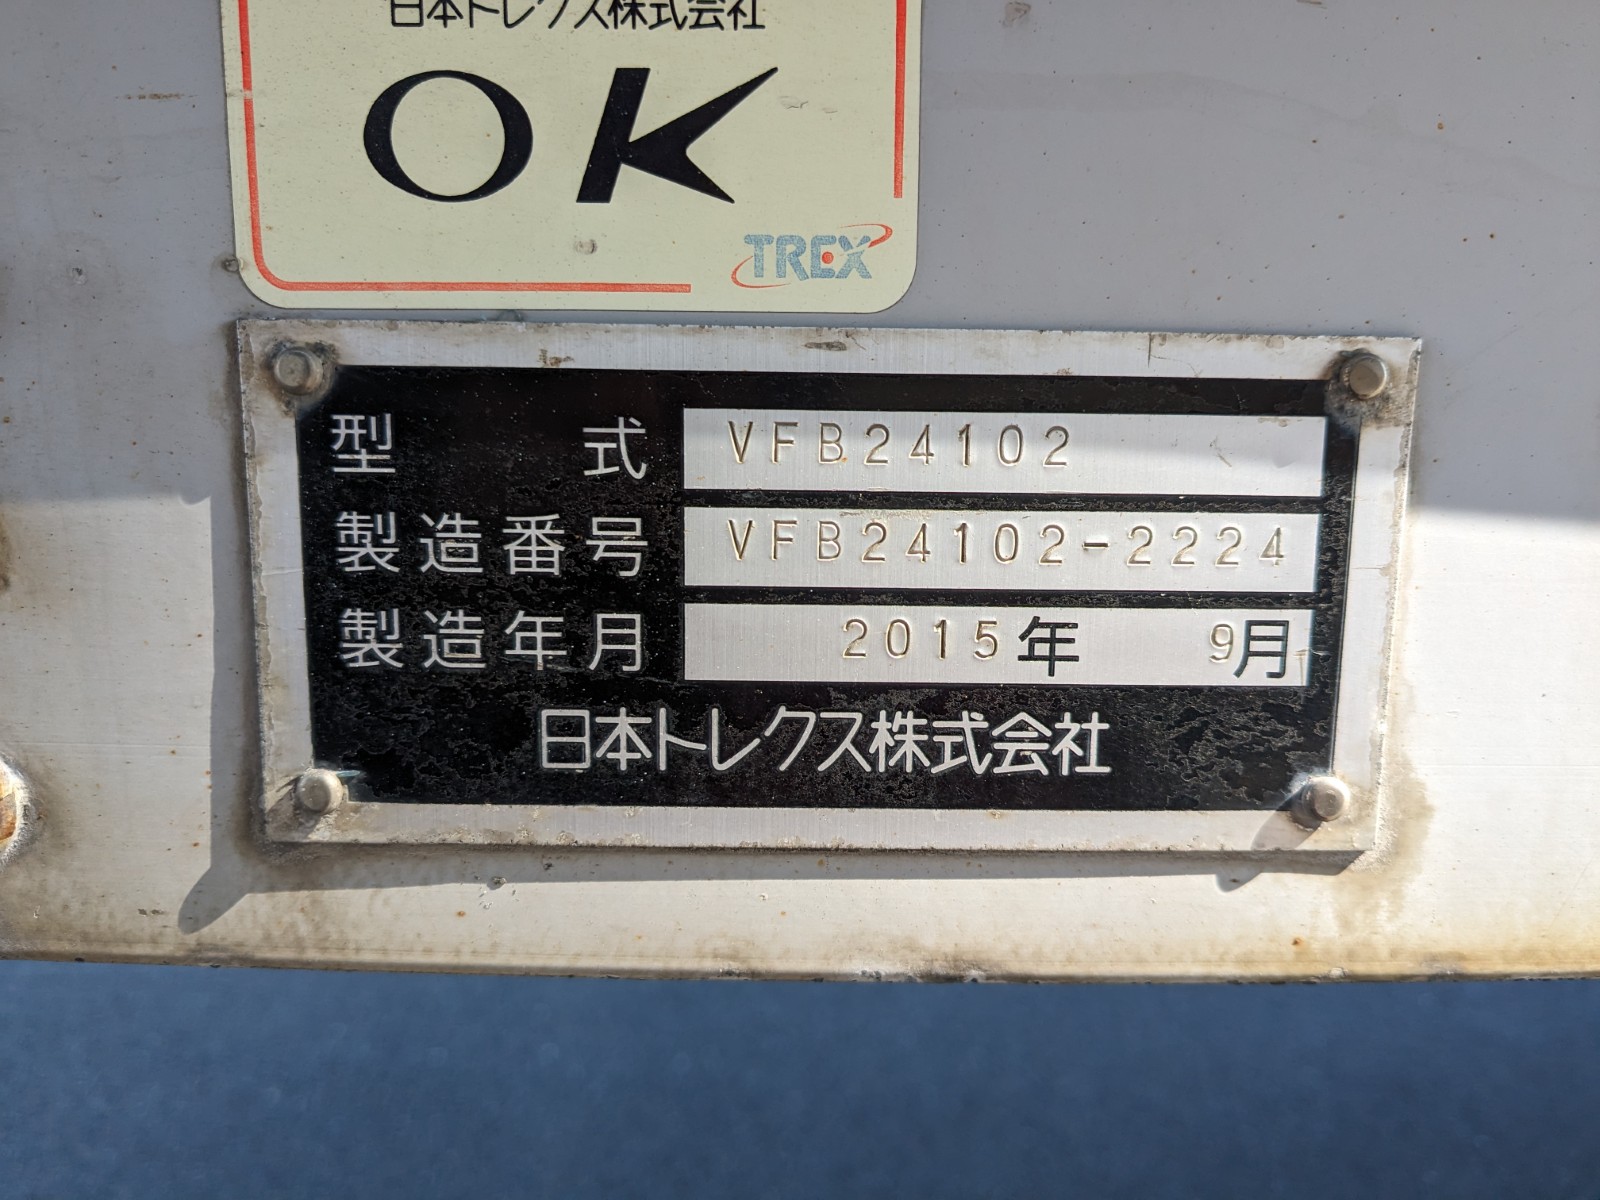 日本トレクス株式会社
OK
TREX
型式 VFB24102
製造番号 VFB24102-2224
製造年月 2015年 9月
日本トレクス株式会社